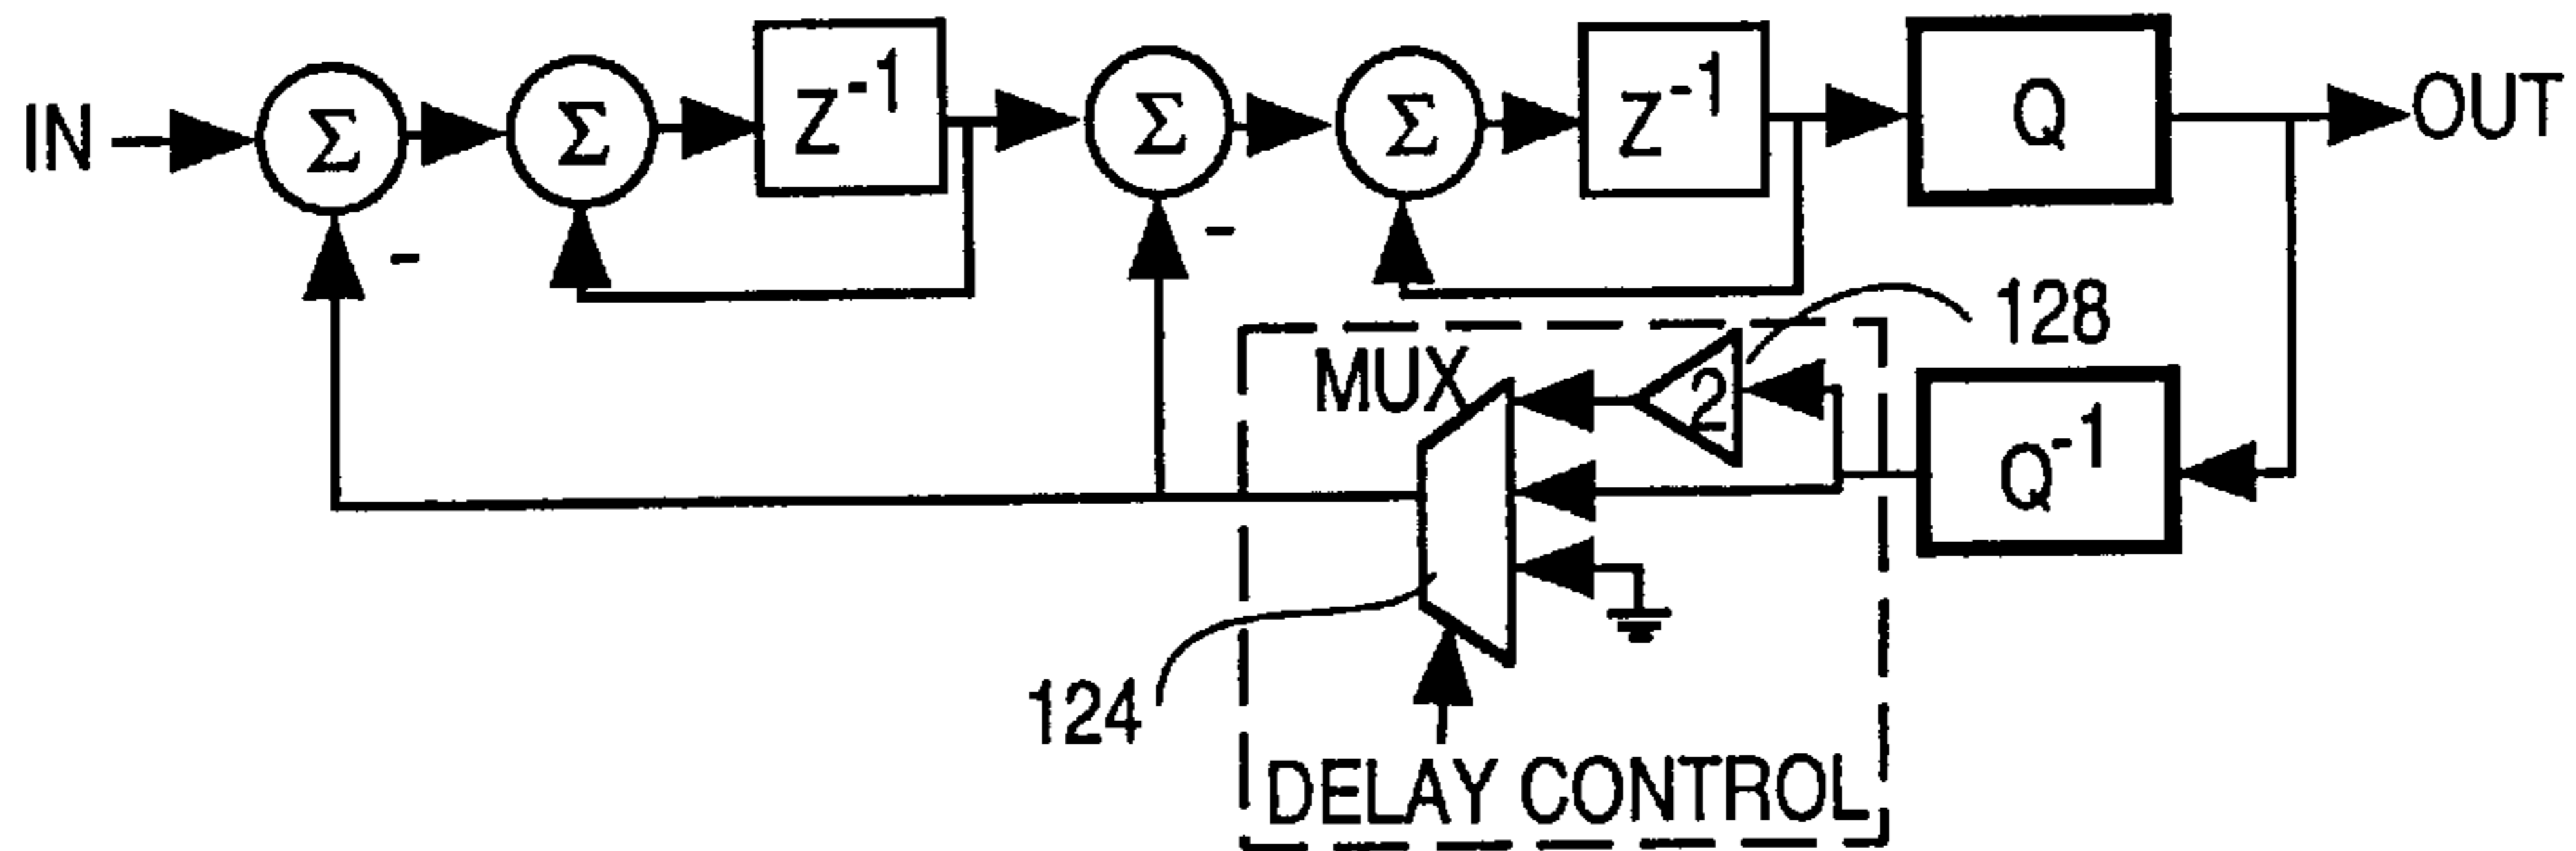 IN Σ Σ Z⁻¹ Σ Σ Z⁻¹ Q OUT
- -
128
MUX 2 Q⁻¹
124
DELAY CONTROL